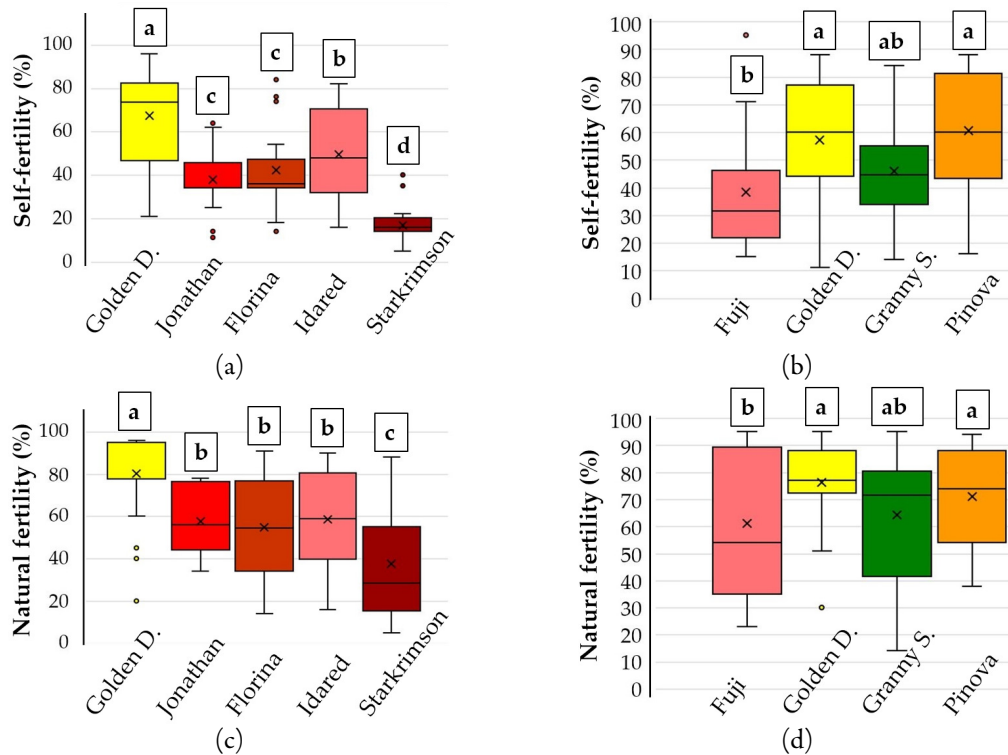 a
c
c
b
d
Self-fertility (%)
100
80
60
40
20
0
Golden D.
Jonathan
Florina
Idared
Starkrimson
(a)
b
a
ab
a
Self-fertility (%)
100
90
80
70
60
50
40
30
20
10
0
Fuji
Golden D.
Granny S.
Pinova
(b)
a
b
b
b
c
Natural fertility (%)
100
80
60
40
20
0
Golden D.
Jonathan
Florina
Idared
Starkrimson
(c)
b
a
ab
a
Natural fertility (%)
100
90
80
70
60
50
40
30
20
10
0
Fuji
Golden D.
Granny S.
Pinova
(d)